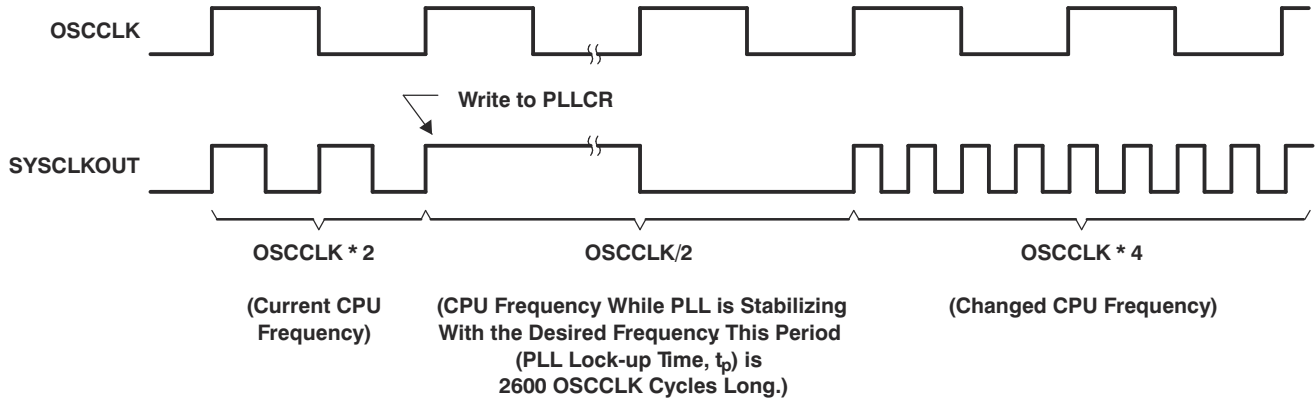 OSCCLK
Write to PLLCR
SYSCLKOUT
OSCCLK * 2
OSCCLK/2
OSCCLK * 4
(Current CPU
Frequency)
(CPU Frequency While PLL is Stabilizing
With the Desired Frequency. This Period
(PLL Lock-up Time, tp) is
2600 OSCCLK Cycles Long.)
(Changed CPU Frequency)